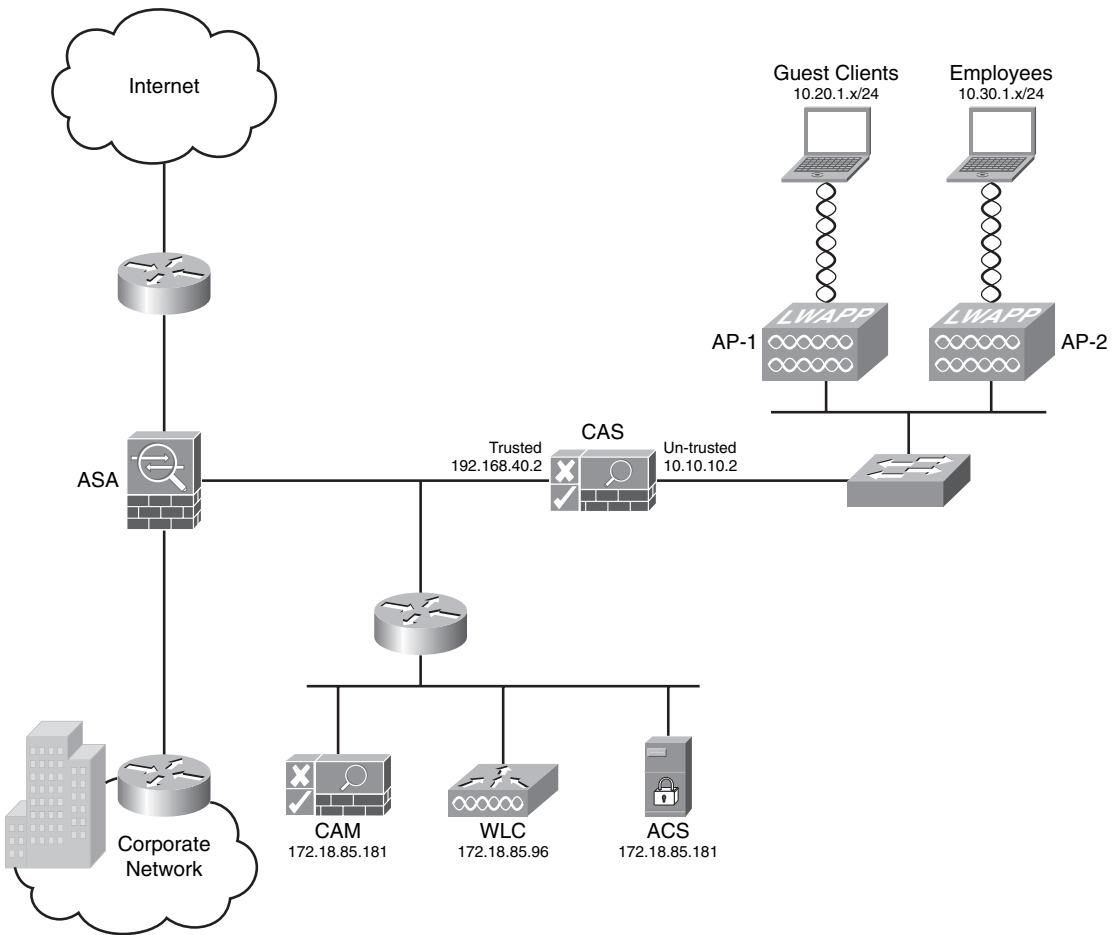 Internet
Guest Clients
10.20.1.x/24
Employees
10.30.1.x/24
LWAPP
LWAPP
AP-1
AP-2
CAS
Trusted
192.168.40.2
Un-trusted
10.10.10.2
ASA
CAM
172.18.85.181
WLC
172.18.85.96
ACS
172.18.85.181
Corporate
Network